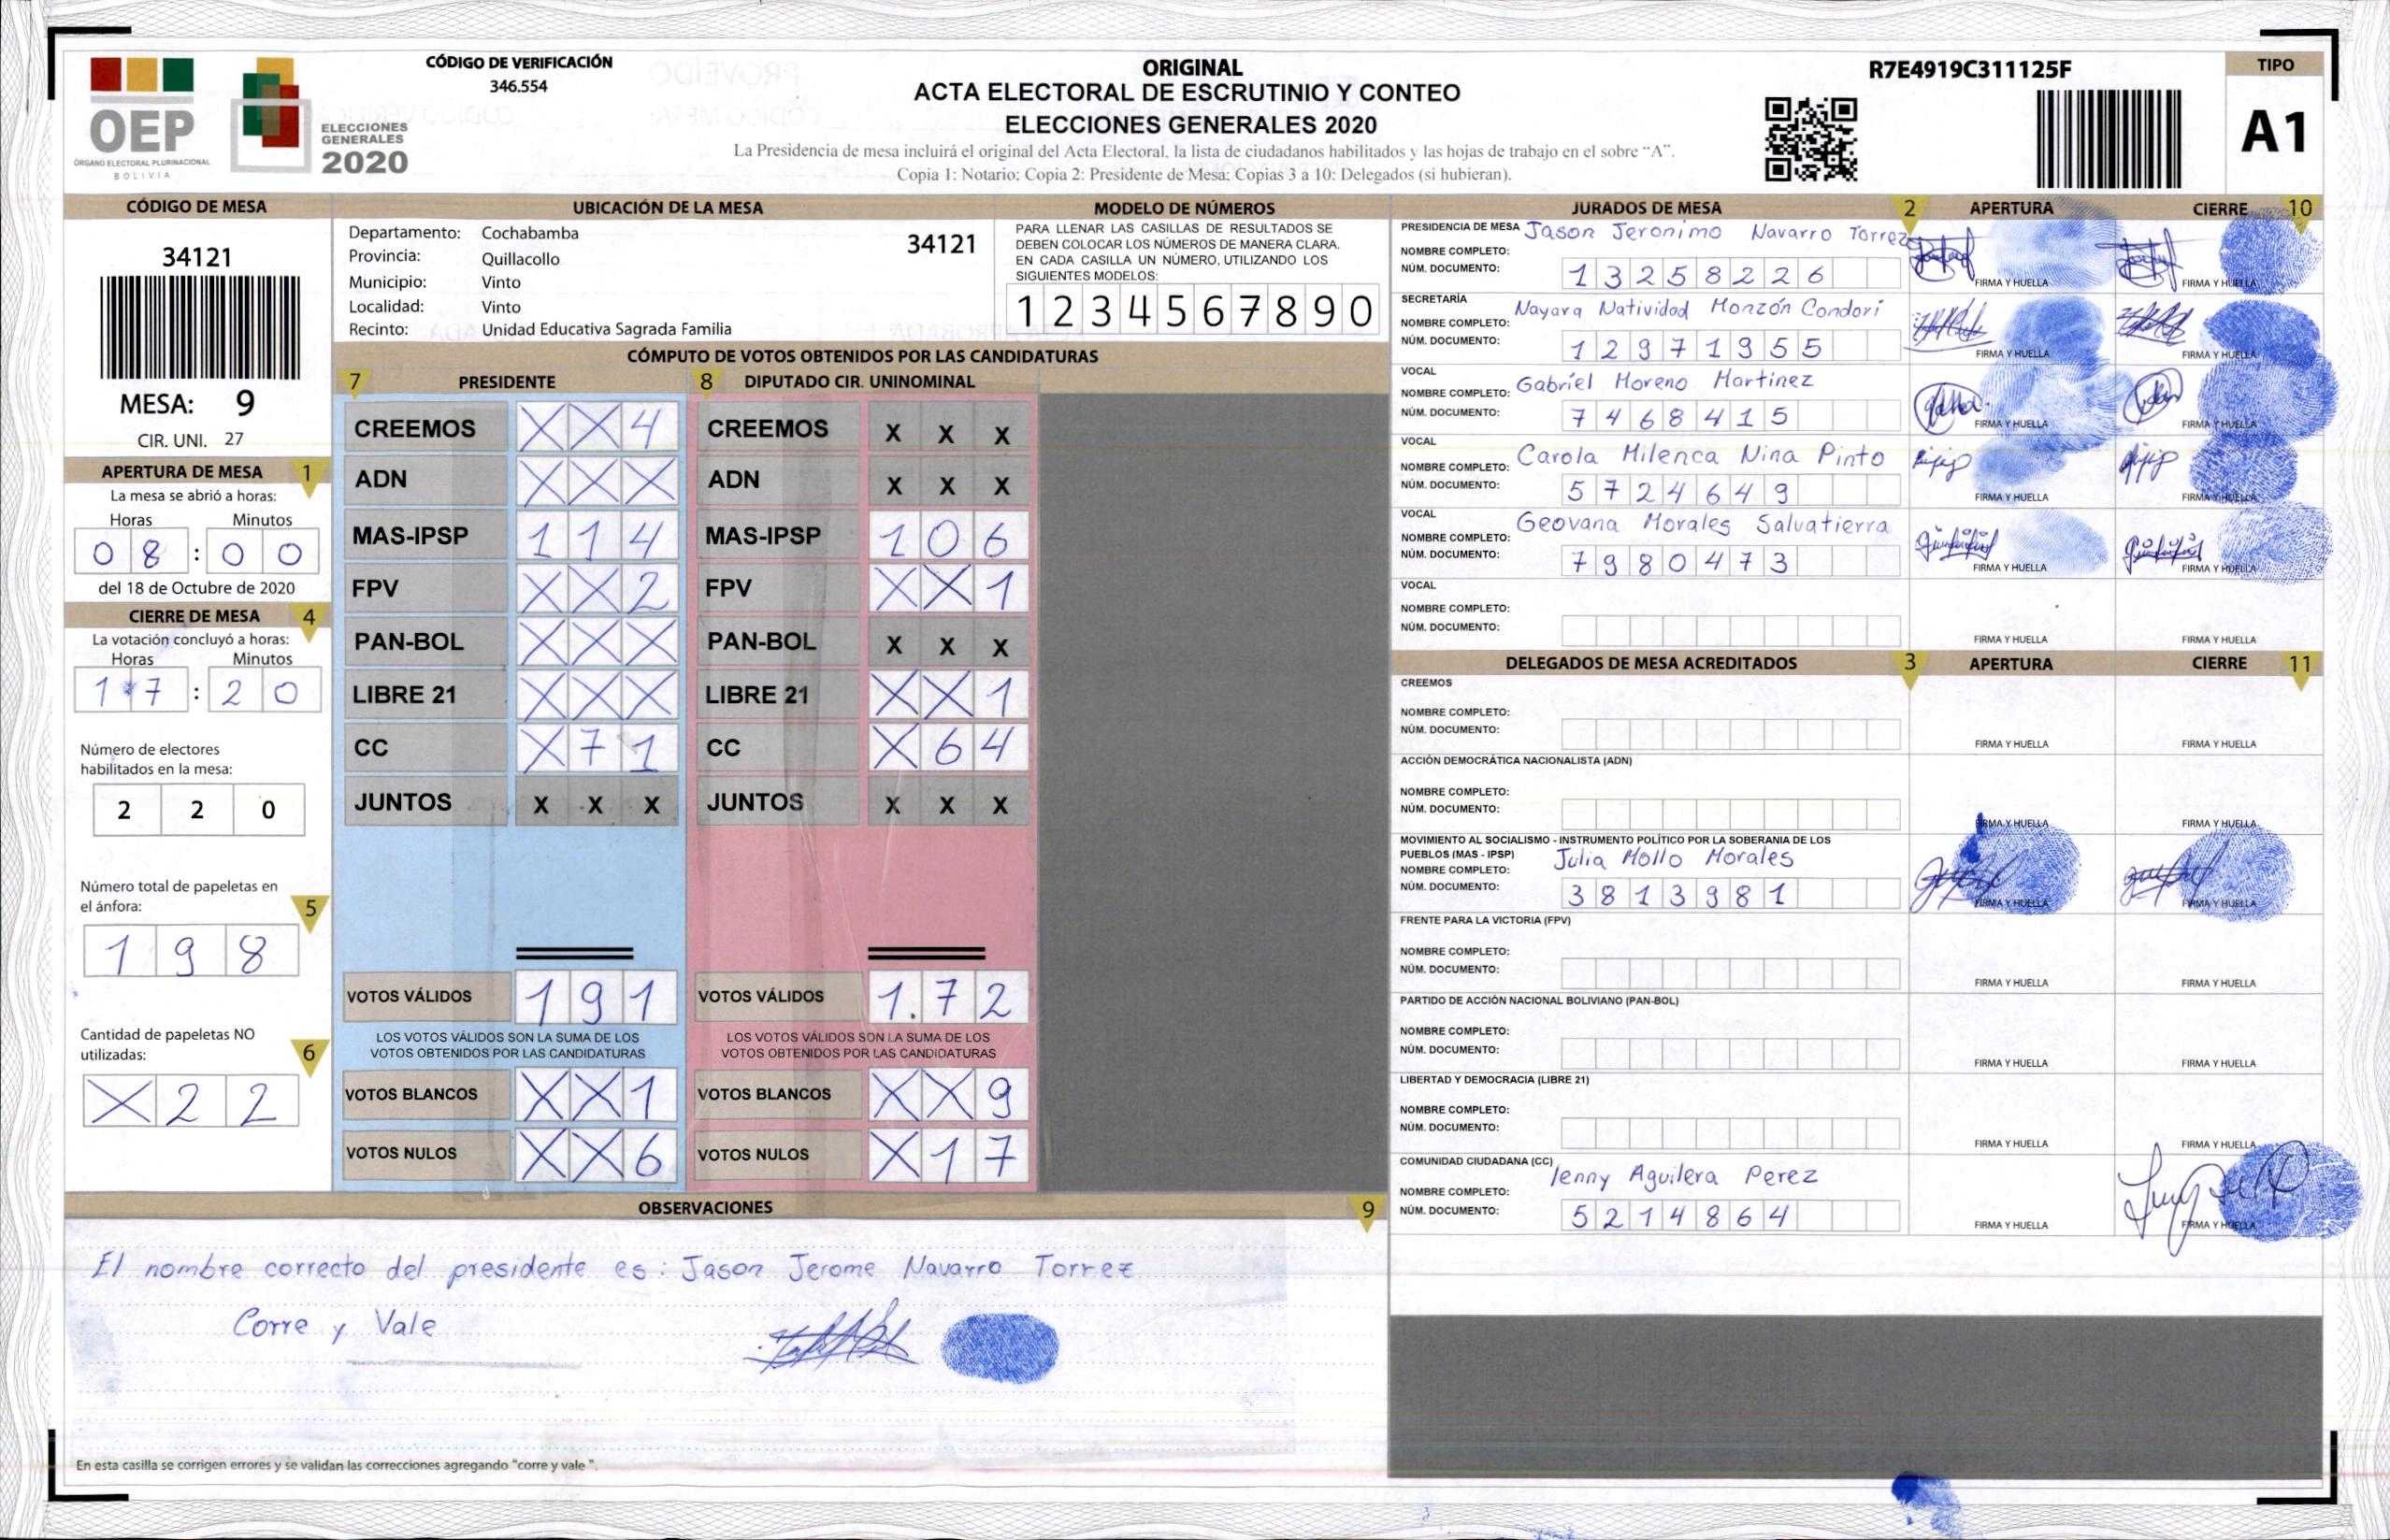 OEP
ÓRGANO ELECTORAL PLURINACIONAL
BOLIVIA
ELECCIONES
GENERALES
2020
CÓDIGO DE VERIFICACIÓN
346.554
ORIGINAL
ACTA ELECTORAL DE ESCRUTINIO Y CONTEO
ELECCIONES GENERALES 2020
La Presidencia de mesa incluirá el original del Acta Electoral, la lista de ciudadanos habilitados y las hojas de trabajo en el sobre "A".
Copia 1: Notario; Copia 2: Presidente de Mesa; Copias 3 a 10: Delegados (si hubieran).
R7E4919C311125F
TIPO
A1
CÓDIGO DE MESA
34121
MESA: 9
CIR. UNI. 27
APERTURA DE MESA 1
La mesa se abrió a horas:
Horas Minutos
0 8 : 0 0
del 18 de Octubre de 2020
CIERRE DE MESA 4
La votación concluyó a horas:
Horas Minutos
1 7 : 2 0
Número de electores
habilitados en la mesa:
2 2 0
Número total de papeletas en
el ánfora: 5
1 9 8
Cantidad de papeletas NO
utilizadas: 6
X 2 2
UBICACIÓN DE LA MESA
Departamento: Cochabamba 34121
Provincia: Quillacollo
Municipio: Vinto
Localidad: Vinto
Recinto: Unidad Educativa Sagrada Familia
MODELO DE NÚMEROS
PARA LLENAR LAS CASILLAS DE RESULTADOS SE
DEBEN COLOCAR LOS NÚMEROS DE MANERA CLARA.
EN CADA CASILLA UN NÚMERO, UTILIZANDO LOS
SIGUIENTES MODELOS:
1 2 3 4 5 6 7 8 9 0
CÓMPUTO DE VOTOS OBTENIDOS POR LAS CANDIDATURAS
7 PRESIDENTE 8 DIPUTADO CIR. UNINOMINAL
CREEMOS X X 4 CREEMOS X X X
ADN X X X ADN X X X
MAS-IPSP 1 1 4 MAS-IPSP 1 0 6
FPV X X 2 FPV X X 1
PAN-BOL X X X PAN-BOL X X X
LIBRE 21 X X X LIBRE 21 X X 1
CC X 7 1 CC X 6 4
JUNTOS X X X JUNTOS X X X
VOTOS VÁLIDOS 1 9 1 VOTOS VÁLIDOS 1. 7 2
LOS VOTOS VÁLIDOS SON LA SUMA DE LOS LOS VOTOS VÁLIDOS SON LA SUMA DE LOS
VOTOS OBTENIDOS POR LAS CANDIDATURAS VOTOS OBTENIDOS POR LAS CANDIDATURAS
VOTOS BLANCOS X X 1 VOTOS BLANCOS X X 9
VOTOS NULOS X X 6 VOTOS NULOS X 1 7
OBSERVACIONES 9
El nombre correcto del presidente es: Jason Jerome Navarro Torrez
Corre y Vale
En esta casilla se corrigen errores y se validan las correcciones agregando "corre y vale ".
JURADOS DE MESA 2 APERTURA CIERRE 10
PRESIDENCIA DE MESA Jason Jeronimo Navarro Torrez
NOMBRE COMPLETO:
NÚM. DOCUMENTO: 1 3 2 5 8 2 2 6 FIRMA Y HUELLA FIRMA Y HUELLA
SECRETARÍA Nayara Natividad Monzón Condori
NOMBRE COMPLETO:
NÚM. DOCUMENTO: 1 2 9 7 1 9 5 5 FIRMA Y HUELLA FIRMA Y HUELLA
VOCAL Gabriel Moreno Martinez
NOMBRE COMPLETO:
NÚM. DOCUMENTO: 7 4 6 8 4 1 5 FIRMA Y HUELLA FIRMA Y HUELLA
VOCAL
NOMBRE COMPLETO: Carola Milenca Nina Pinto
NÚM. DOCUMENTO: 5 7 2 4 6 4 9 FIRMA Y HUELLA FIRMA Y HUELLA
VOCAL Geovana Morales Salvatierra
NOMBRE COMPLETO:
NÚM. DOCUMENTO: 7 9 8 0 4 7 3 FIRMA Y HUELLA FIRMA Y HUELLA
VOCAL
NOMBRE COMPLETO:
NÚM. DOCUMENTO: FIRMA Y HUELLA FIRMA Y HUELLA
DELEGADOS DE MESA ACREDITADOS 3 APERTURA CIERRE 11
CREEMOS
NOMBRE COMPLETO:
NÚM. DOCUMENTO: FIRMA Y HUELLA FIRMA Y HUELLA
ACCIÓN DEMOCRÁTICA NACIONALISTA (ADN)
NOMBRE COMPLETO:
NÚM. DOCUMENTO: FIRMA Y HUELLA FIRMA Y HUELLA
MOVIMIENTO AL SOCIALISMO - INSTRUMENTO POLÍTICO POR LA SOBERANIA DE LOS
PUEBLOS (MAS - IPSP) Julia Mollo Morales
NOMBRE COMPLETO:
NÚM. DOCUMENTO: 3 8 1 3 9 8 1 FIRMA Y HUELLA FIRMA Y HUELLA
FRENTE PARA LA VICTORIA (FPV)
NOMBRE COMPLETO:
NÚM. DOCUMENTO: FIRMA Y HUELLA FIRMA Y HUELLA
PARTIDO DE ACCIÓN NACIONAL BOLIVIANO (PAN-BOL)
NOMBRE COMPLETO:
NÚM. DOCUMENTO: FIRMA Y HUELLA FIRMA Y HUELLA
LIBERTAD Y DEMOCRACIA (LIBRE 21)
NOMBRE COMPLETO:
NÚM. DOCUMENTO: FIRMA Y HUELLA FIRMA Y HUELLA
COMUNIDAD CIUDADANA (CC) Jenny Aguilera Perez
NOMBRE COMPLETO:
NÚM. DOCUMENTO: 5 2 1 4 8 6 4 FIRMA Y HUELLA FIRMA Y HUELLA